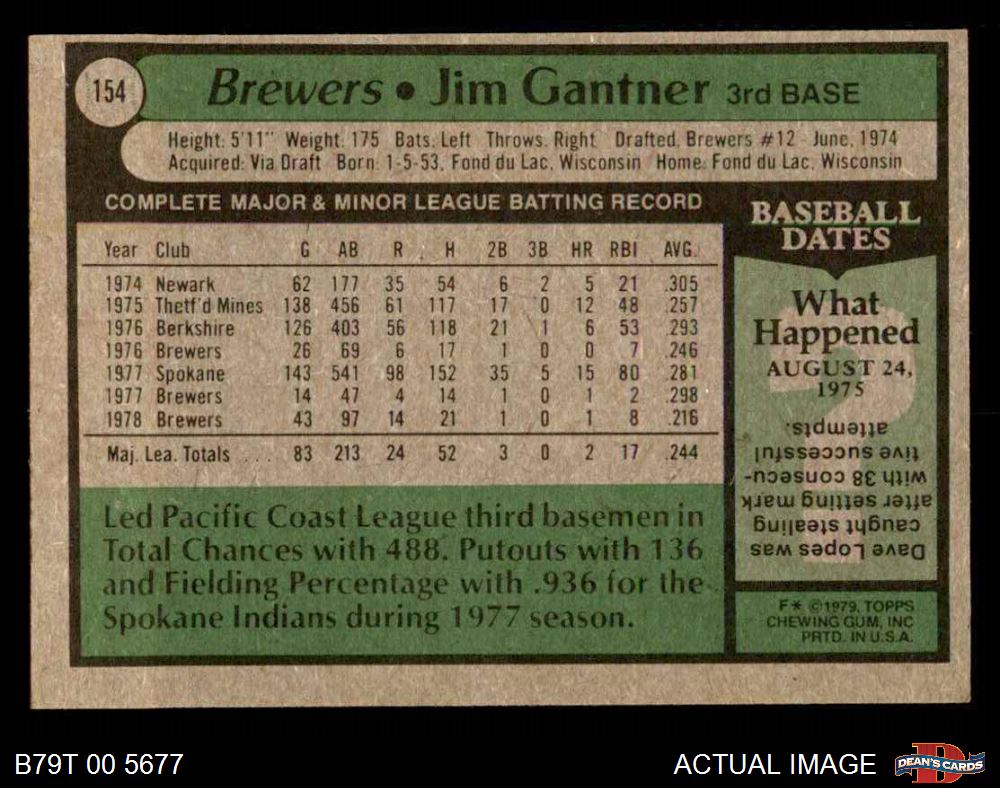 154
Brewers • Jim Gantner 3rd BASE
Height: 5'11" Weight: 175 Bats: Left Throws: Right Drafted: Brewers #12 - June, 1974
Acquired: Via Draft Born: 1-5-53, Fond du Lac, Wisconsin Home: Fond du Lac, Wisconsin
COMPLETE MAJOR & MINOR LEAGUE BATTING RECORD
Year Club G AB R H 2B 3B HR RBI AVG.
1974 Newark 62 177 35 54 6 2 5 21 .305
1975 Thetf'd Mines 138 456 61 117 17 0 12 48 .257
1976 Berkshire 126 403 56 118 21 1 6 53 .293
1976 Brewers 26 69 6 17 1 0 0 7 .246
1977 Spokane 143 541 98 152 35 5 15 80 .281
1977 Brewers 14 47 4 14 1 0 1 2 .298
1978 Brewers 43 97 14 21 1 0 1 8 .216
Maj. Lea. Totals ... 83 213 24 52 3 0 2 17 .244
Led Pacific Coast League third basemen in
Total Chances with 488. Putouts with 136
and Fielding Percentage with .936 for the
Spokane Indians during 1977 season.
BASEBALL
DATES
What
Happened
AUGUST 24,
1975
Dave Lopes was
caught stealing
after setting mark
with 38 consecu-
tive successful
attempts.
F* ©1979, TOPPS
CHEWING GUM, INC
PRTD. IN U.S.A.
B79T 00 5677
ACTUAL IMAGE
DEAN'S CARDS